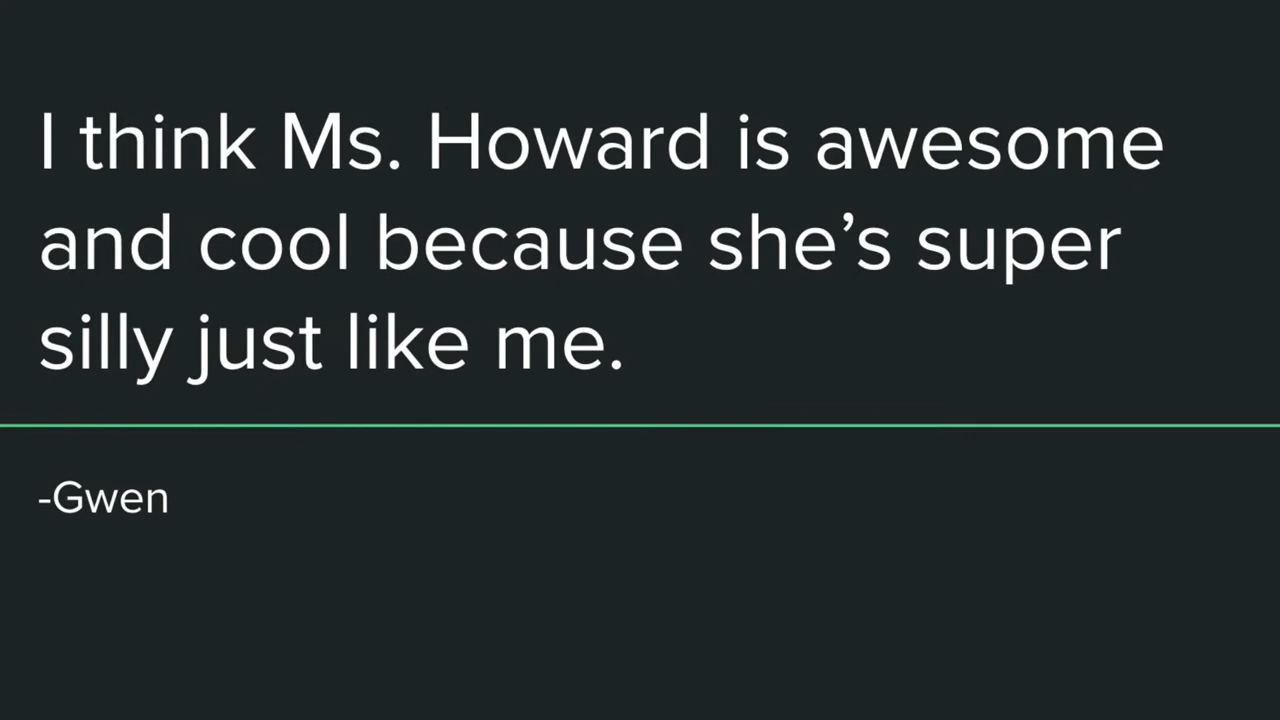 I think Ms. Howard is awesome
and cool because she’s super
silly just like me.
-Gwen